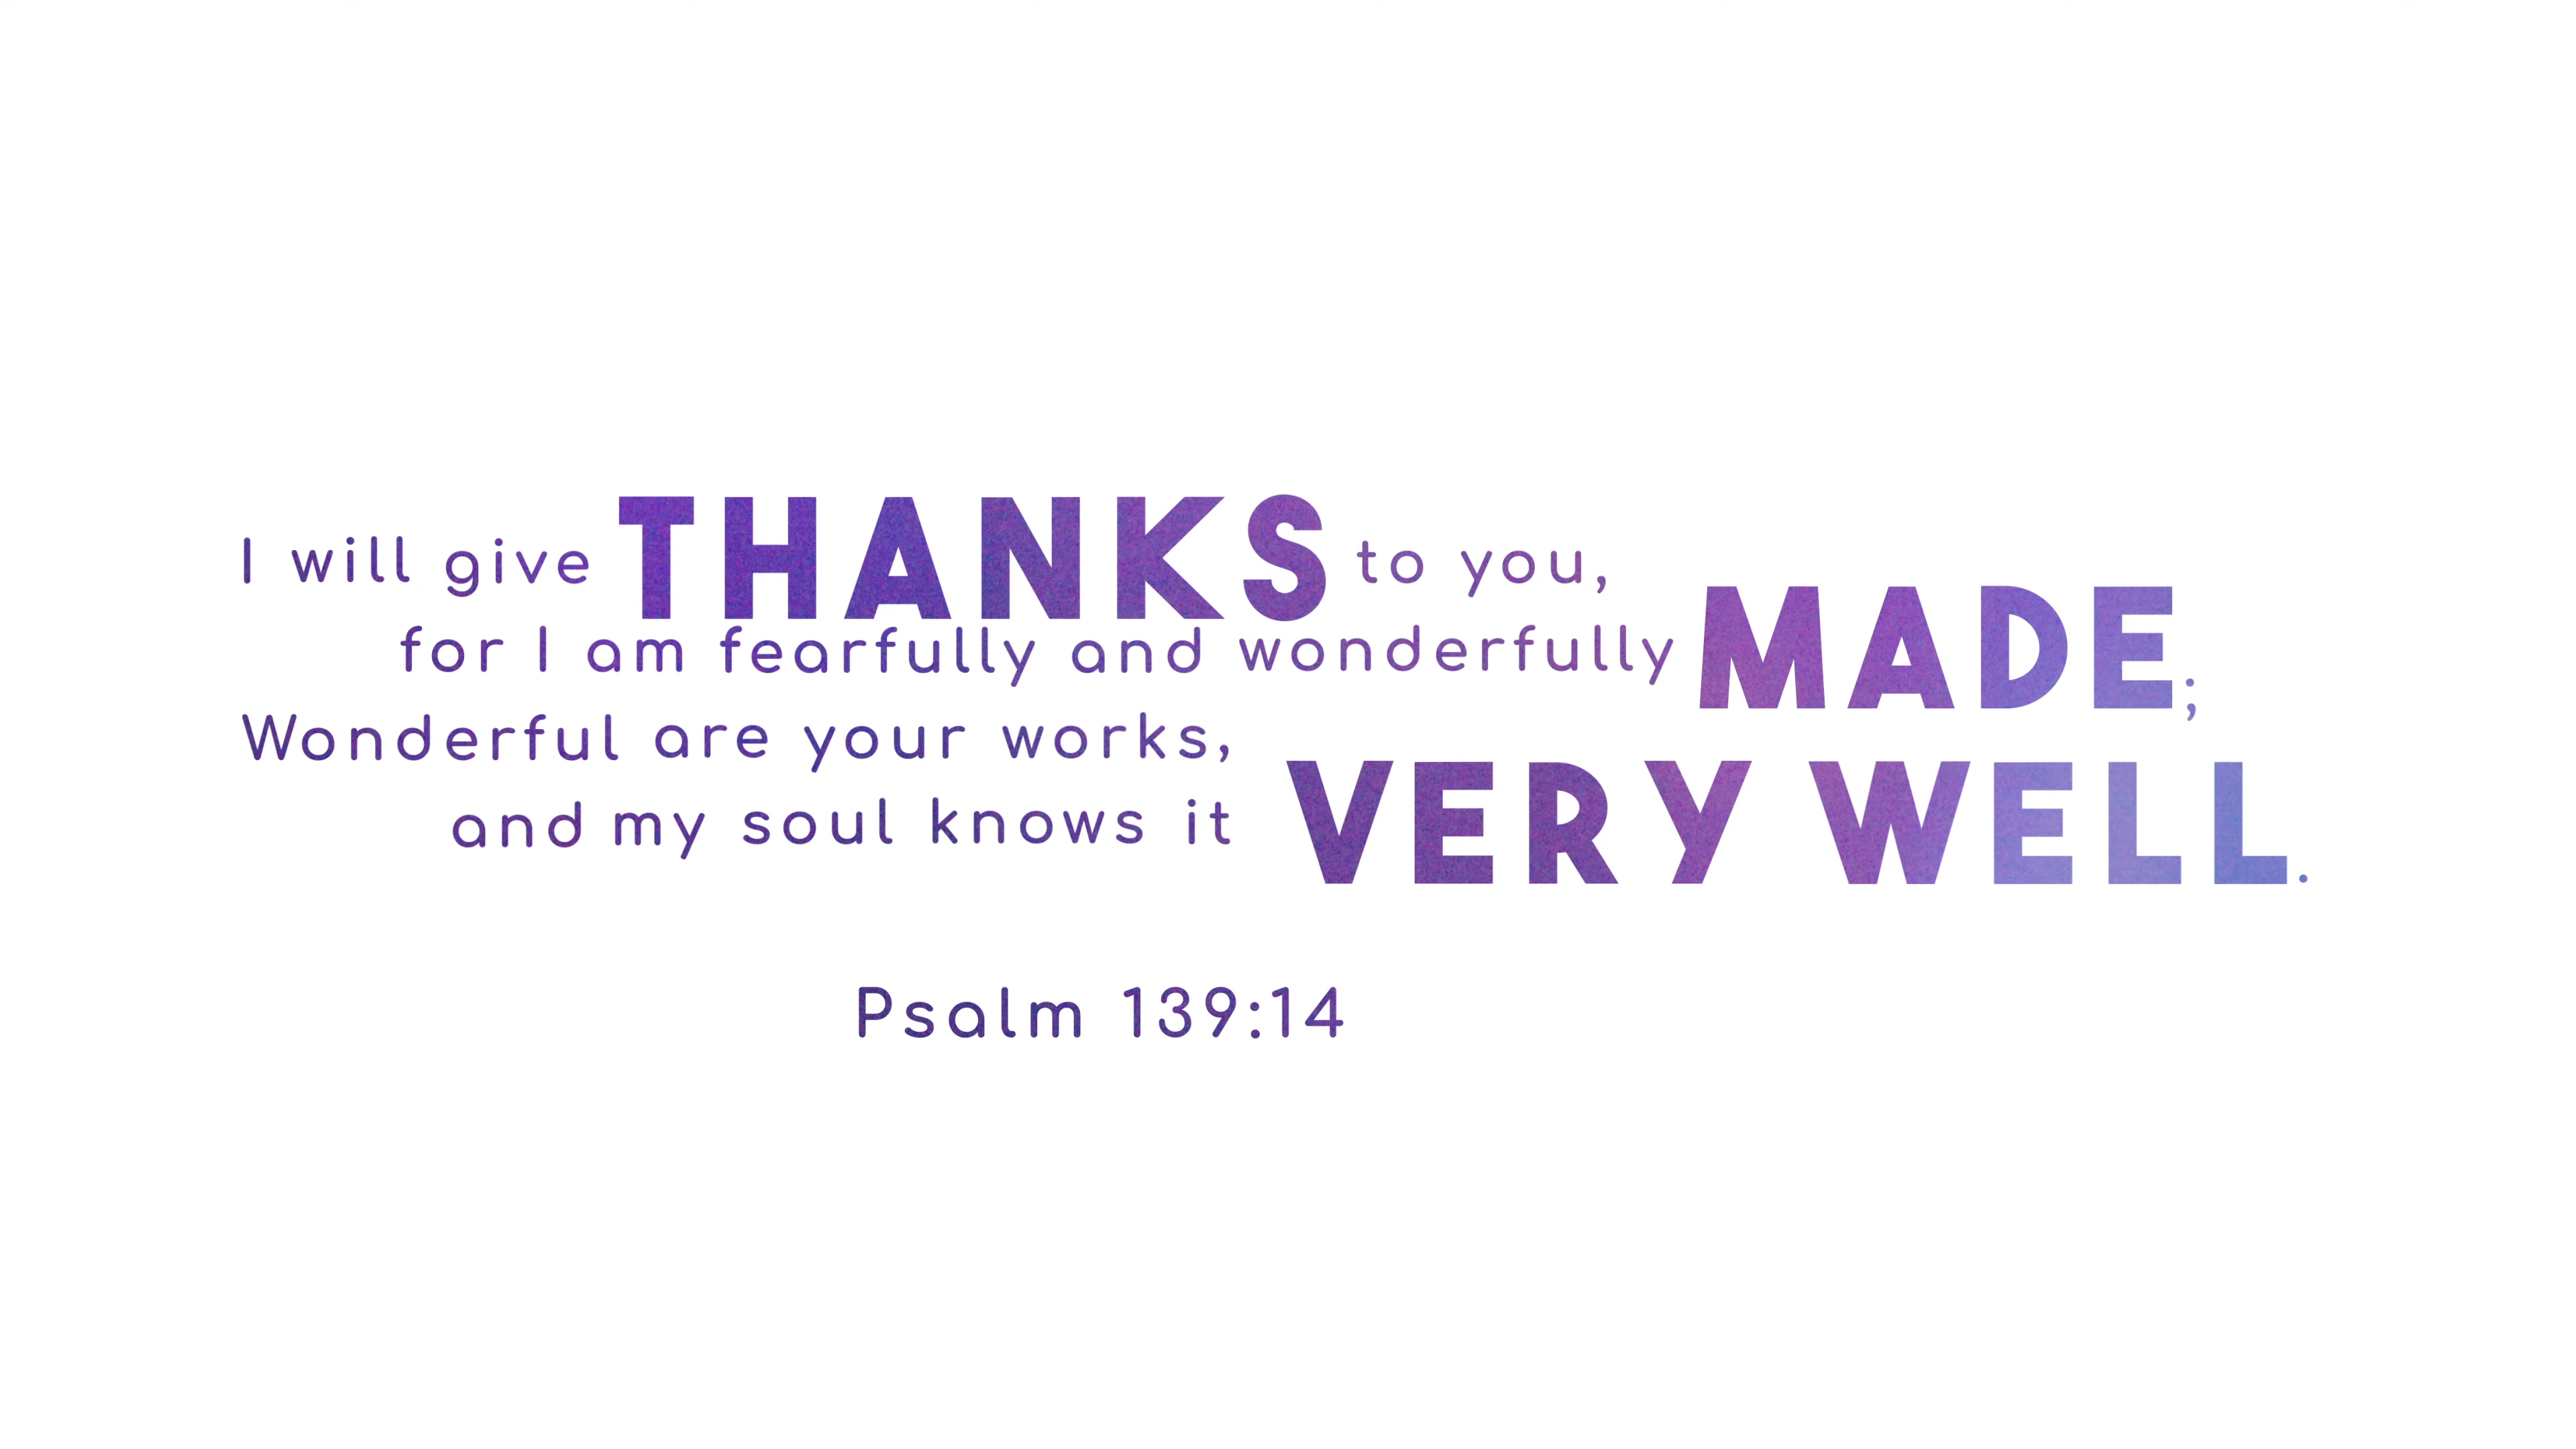 I will give THANKS to you,
for I am fearfully and wonderfully MADE;
Wonderful are your works,
and my soul knows it VERY WELL.
Psalm 139:14